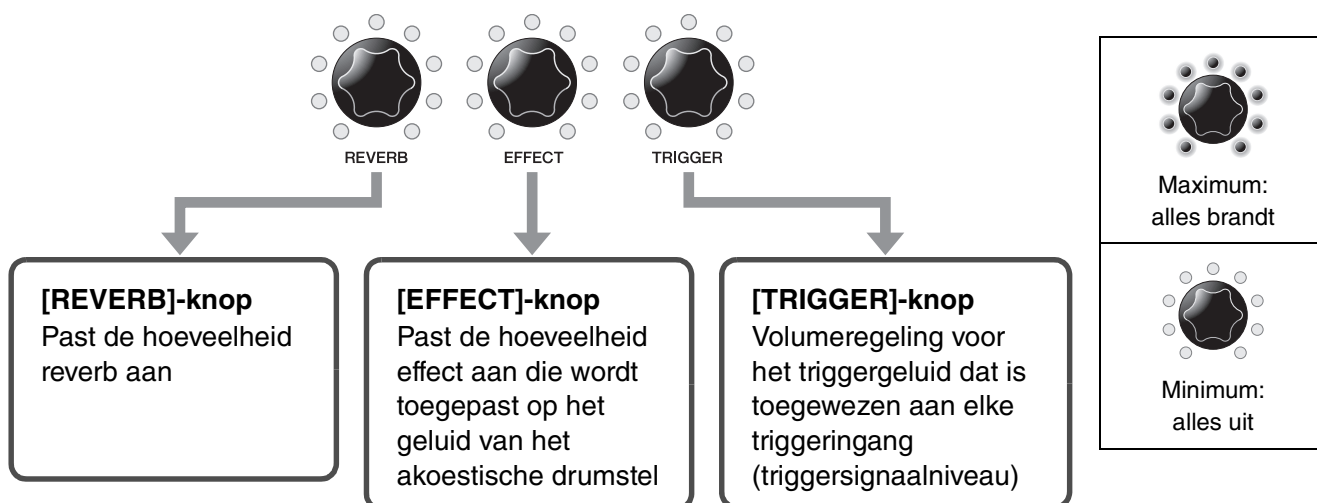 REVERB
EFFECT
TRIGGER
[REVERB]-knop
Past de hoeveelheid
reverb aan
[EFFECT]-knop
Past de hoeveelheid
effect aan die wordt
toegepast op het
geluid van het
akoestische drumstel
[TRIGGER]-knop
Volumeregeling voor
het triggergeluid dat is
toegewezen aan elke
triggeringang
(triggersignaalniveau)
Maximum:
alles brandt
Minimum:
alles uit